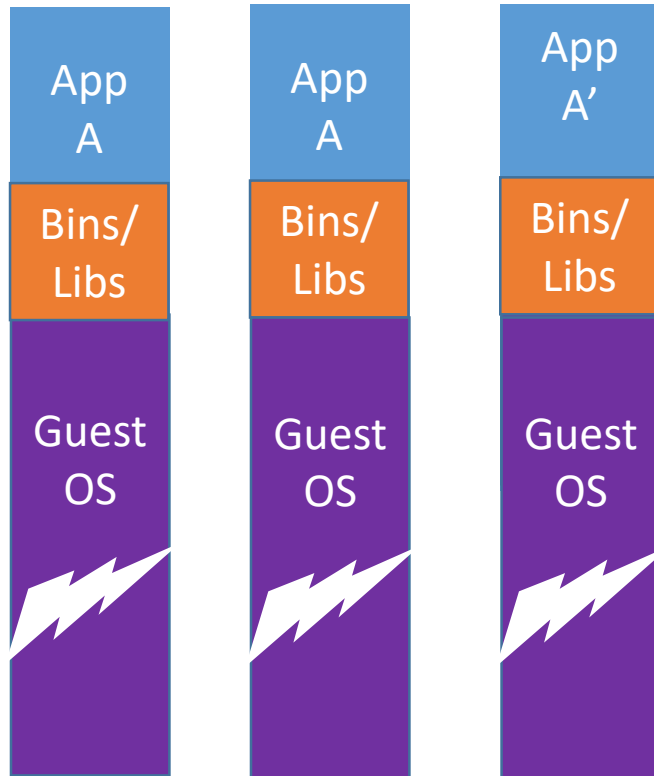 App
A
Bins/
Libs
Guest
OS
App
A
Bins/
Libs
Guest
OS
App
A’
Bins/
Libs
Guest
OS